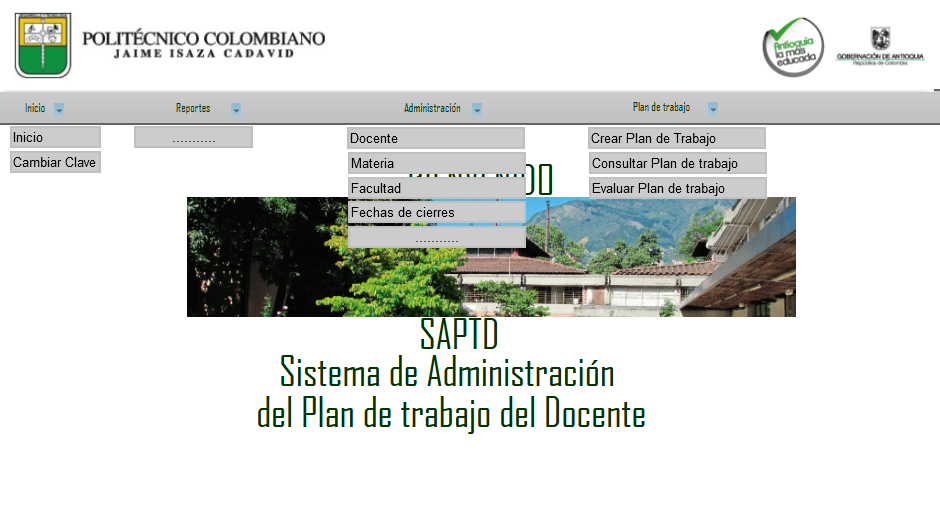 POLITÉCNICO COLOMBIANO
JAIME ISAZA CADAVID
Antioquia
la más
educada
GOBERNACIÓN DE ANTIOQUIA
República de Colombia
Inicio
Reportes
Administración
Plan de trabajo
Inicio
Cambiar Clave
...........
Docente
Materia
Facultad
Fechas de cierres
...........
Crear Plan de Trabajo
Consultar Plan de trabajo
Evaluar Plan de trabajo
SAPTD
Sistema de Administración
del Plan de trabajo del Docente